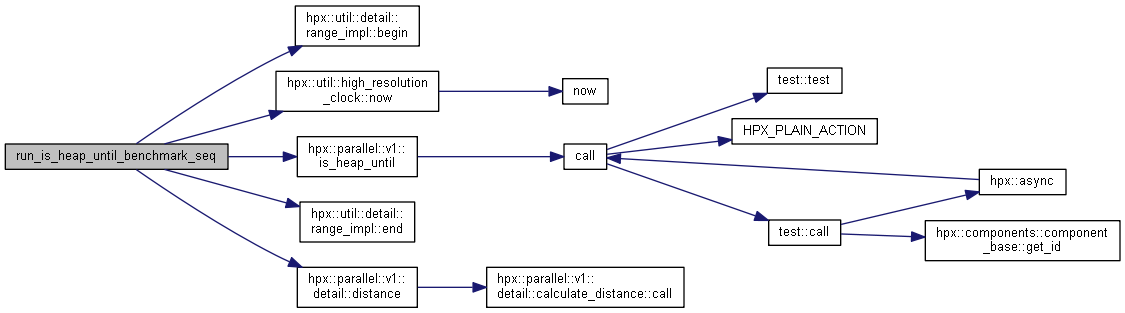 hpx::util::detail::
range_impl::begin
hpx::util::high_resolution
_clock::now
now
run_is_heap_until_benchmark_seq
hpx::parallel::v1::
is_heap_until
call
test::test
HPX_PLAIN_ACTION
hpx::async
test::call
hpx::components::component
_base::get_id
hpx::util::detail::
range_impl::end
hpx::parallel::v1::
detail::distance
hpx::parallel::v1::
detail::calculate_distance::call